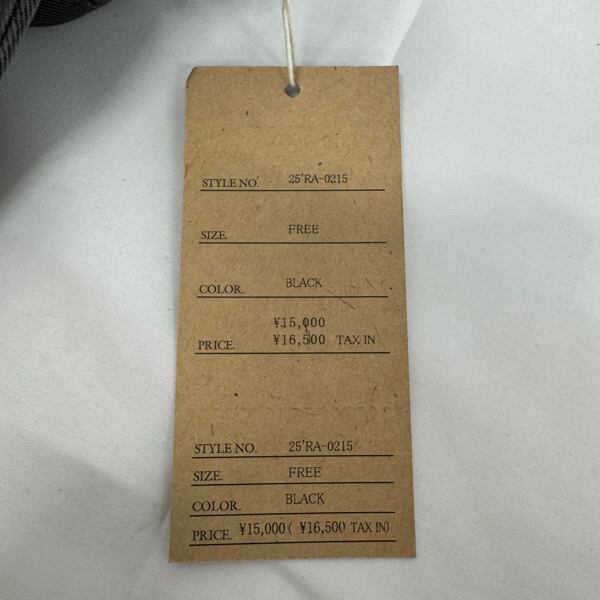 STYLE NO. 25'RA-0215
SIZE. FREE
COLOR. BLACK
¥15,000
PRICE. ¥16,500 TAX IN
STYLE NO. 25'RA-0215
SIZE. FREE
COLOR. BLACK
PRICE. ¥15,000 ( ¥16,500 TAX IN)